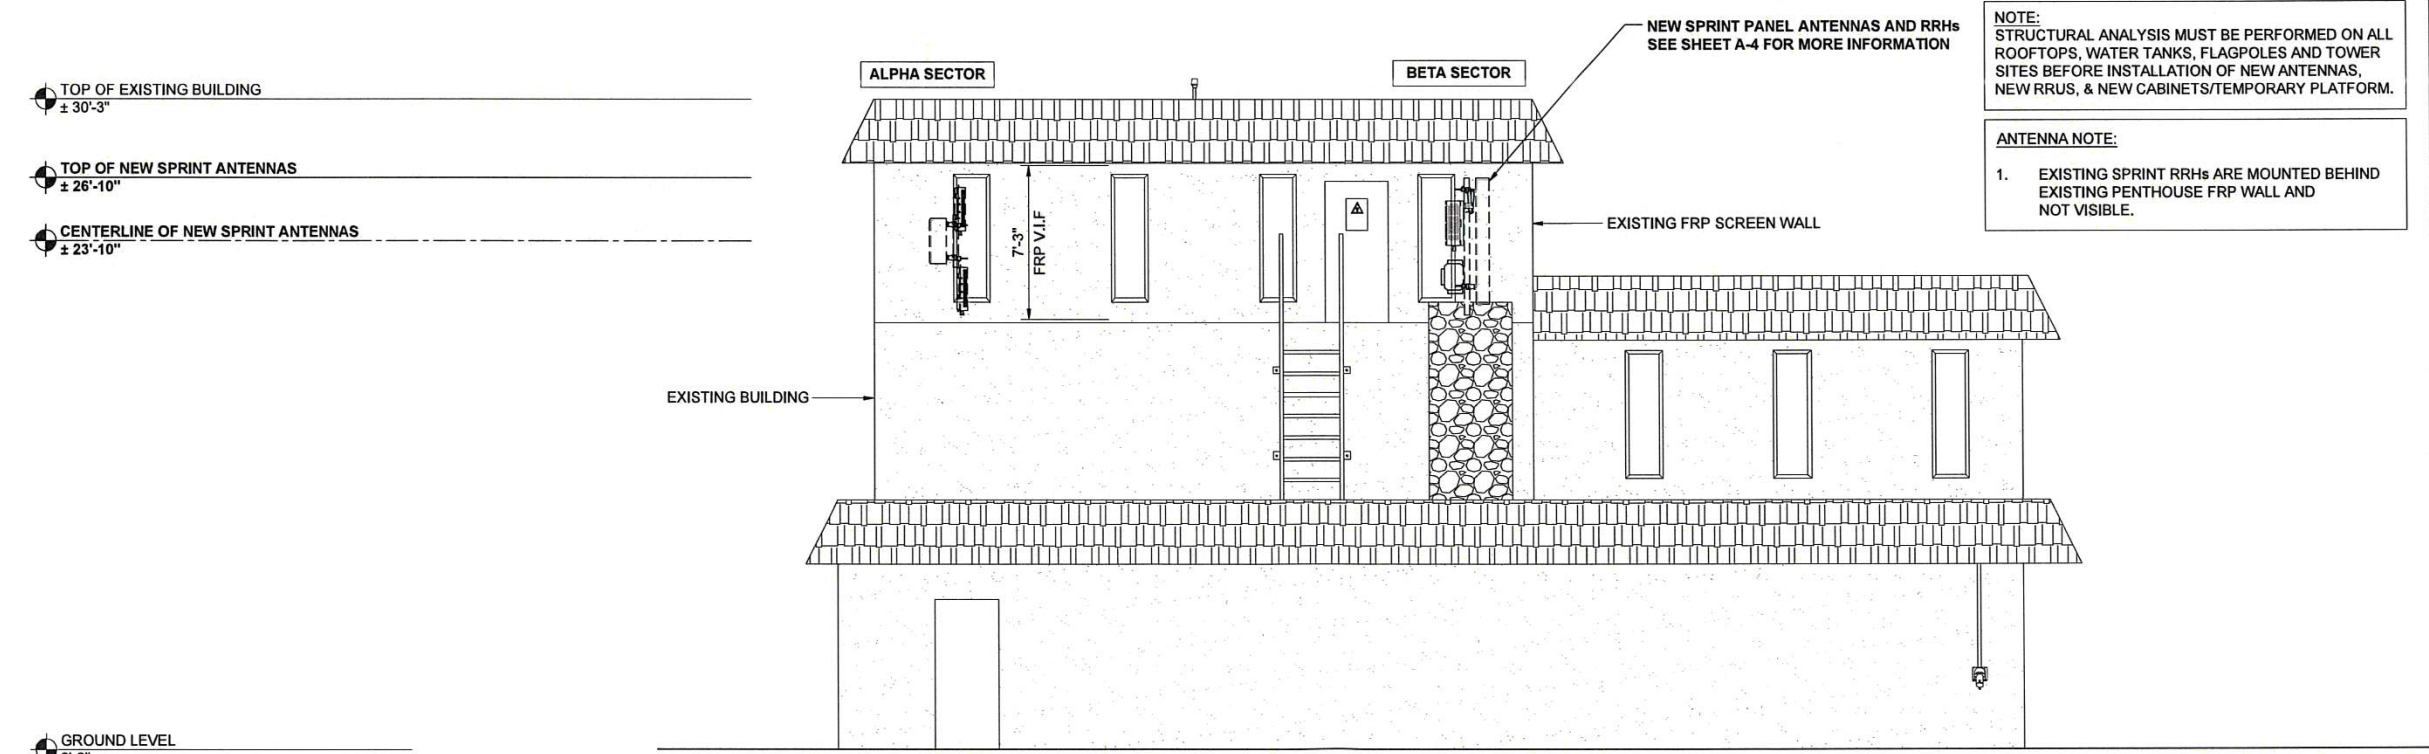 TOP OF EXISTING BUILDING
± 30'-3"
TOP OF NEW SPRINT ANTENNAS
± 26'-10"
CENTERLINE OF NEW SPRINT ANTENNAS
± 23'-10"
GROUND LEVEL
ALPHA SECTOR
BETA SECTOR
7'-3"
FRP V.I.F
EXISTING BUILDING
NEW SPRINT PANEL ANTENNAS AND RRHs
SEE SHEET A-4 FOR MORE INFORMATION
EXISTING FRP SCREEN WALL
NOTE:
STRUCTURAL ANALYSIS MUST BE PERFORMED ON ALL
ROOFTOPS, WATER TANKS, FLAGPOLES AND TOWER
SITES BEFORE INSTALLATION OF NEW ANTENNAS,
NEW RRUS, & NEW CABINETS/TEMPORARY PLATFORM.
ANTENNA NOTE:
1. EXISTING SPRINT RRHs ARE MOUNTED BEHIND
EXISTING PENTHOUSE FRP WALL AND
NOT VISIBLE.